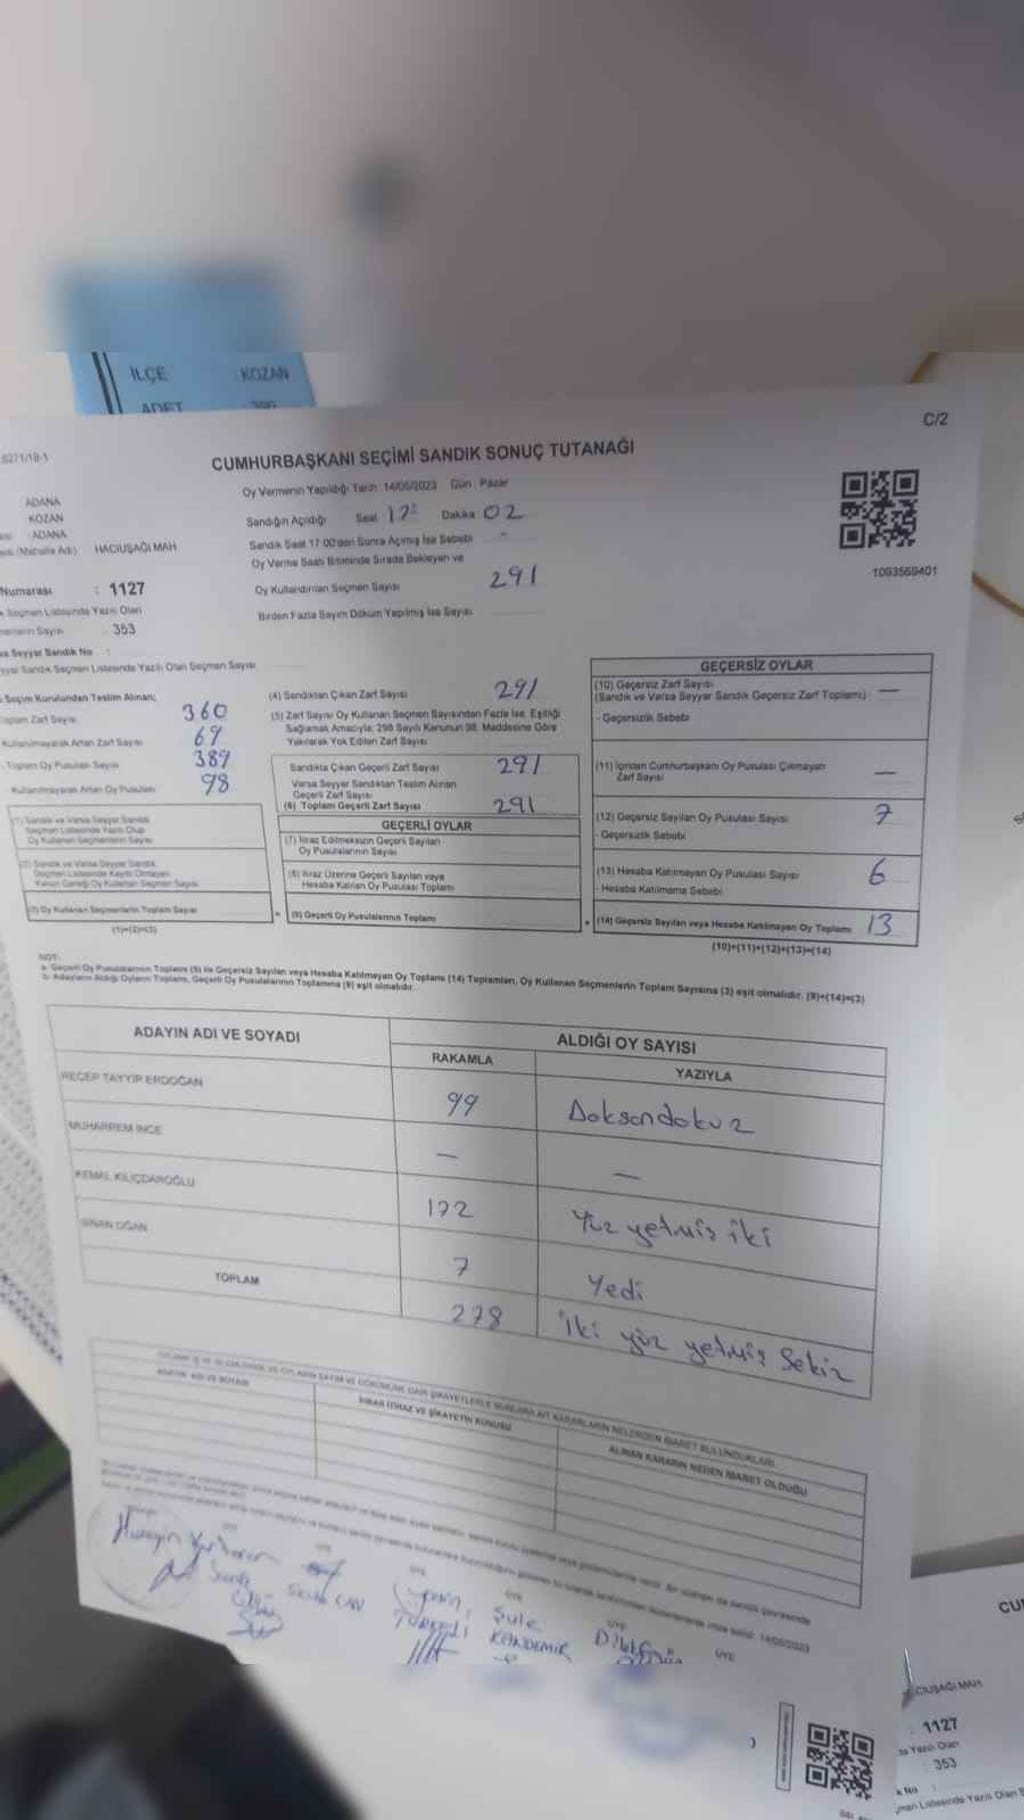 İLÇE KOZAN
ADET
C/2
CUMHURBAŞKANI SEÇİMİ SANDIK SONUÇ TUTANAĞI
Oy Vermenin Yapıldığı Tarih 14/05/2023 Gün Pazar
ADANA
KOZAN
ADANA
(Mahalle Adı) HACIUŞAĞI MAH
Sandığın Açıldığı Saat 17 Dakika 02
Sandık Saat 17:00'den Sonra Açılmış İse Sebebi -
Oy Verme Saati Bitiminde Sırada Bekleyen ve
Oy Kullandırılan Seçmen Sayısı 291
Birden Fazla Sayım Döküm Yapılmış İse Sayısı
1093569401
Numarası : 1127
Seçmen Listesinde Yazılı Olan
Sayısı 353
Seyyar Sandık No :
Sandık Seçmen Listesinde Yazılı Olan Seçmen Sayısı
Seçim Kurulundan Teslim Alınan;
Toplam Zarf Sayısı 360
Kullanılmayarak Artan Zarf Sayısı 69
Toplam Oy Pusulası Sayısı 389
Kullanılmayarak Artan Oy Pusulası 98
(1) Sandık ve Varsa Seyyar Sandık
Seçmen Listesinde Yazılı Olup
Oy Kullanan Seçmenlerin Sayısı
(2) Sandık ve Varsa Seyyar Sandık
Seçmen Listesinde Kayıtlı Olmayan
Kanun Gereği Oy Kullanan Seçmen Sayısı
(3) Oy Kullanan Seçmenlerin Toplam Sayısı
(1)+(2)=(3)
(4) Sandıktan Çıkan Zarf Sayısı 291
(5) Zarf Sayısı Oy Kullanan Seçmen Sayısından Fazla İse, Eşitliği
Sağlamak Amacıyla, 298 Sayılı Kanunun 98. Maddesine Göre
Yakılarak Yok Edilen Zarf Sayısı
Sandıkta Çıkan Geçerli Zarf Sayısı 291
Varsa Seyyar Sandıktan Teslim Alınan
Geçerli Zarf Sayısı
(6) Toplam Geçerli Zarf Sayısı 291
GEÇERLİ OYLAR
(7) İtiraz Edilmeksizin Geçerli Sayılan
Oy Pusulalarının Sayısı
(8) İtiraz Üzerine Geçerli Sayılan veya
Hesaba Katılan Oy Pusulası Toplamı
(9) Geçerli Oy Pusulalarının Toplamı
GEÇERSİZ OYLAR
(10) Geçersiz Zarf Sayısı
(Sandık ve Varsa Seyyar Sandık Geçersiz Zarf Toplamı) —
- Geçersizlik Sebebi
(11) İçinden Cumhurbaşkanı Oy Pusulası Çıkmayan
Zarf Sayısı —
(12) Geçersiz Sayılan Oy Pusulası Sayısı 7
- Geçersizlik Sebebi
(13) Hesaba Katılmayan Oy Pusulası Sayısı 6
- Hesaba Katılmama Sebebi
(14) Geçersiz Sayılan veya Hesaba Katılmayan Oy Toplamı 13
(10)+(11)+(12)+(13)=(14)
NOT:
a- Geçerli Oy Pusulalarının Toplamı (9) ile Geçersiz Sayılan veya Hesaba Katılmayan Oy Toplamı (14) Toplamları, Oy Kullanan Seçmenlerin Toplam Sayısına (3) eşit olmalıdır. (9)+(14)=(3)
b- Adayların Aldığı Oyların Toplamı, Geçerli Oy Pusulalarının Toplamına (9) eşit olmalıdır.
ADAYIN ADI VE SOYADI
ALDIĞI OY SAYISI
RAKAMLA YAZIYLA
RECEP TAYYİP ERDOĞAN 99 Doksandokuz
MUHARREM İNCE — —
KEMAL KILIÇDAROĞLU 172 Yüz yetmiş iki
SİNAN OĞAN 7 Yedi
TOPLAM 278 İki yüz yetmiş Sekiz
ADININ ADI VE SOYADI
İTİRAZ VE ŞİKAYETİN KONUSU
ALINAN KARARIN NEDEN İBARET OLDUĞU
14/05/2023
Hüseyin
CAN
Şule
KANDEMİR
ÜYE
ÜYE
ÜYE
ÜYE
CIUŞAĞI MAH
1127
Yazılı Olan
353
No :
Listesinde Yazılı Olan